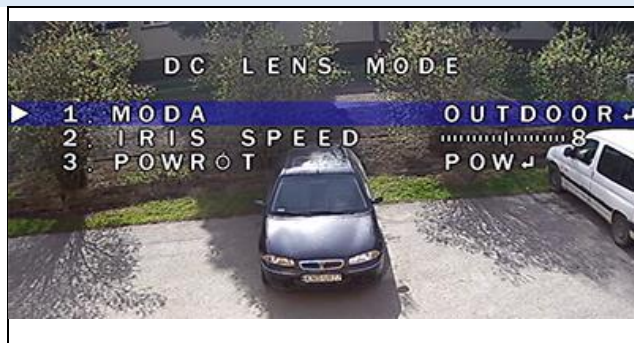 DC LENS MODE
1. MODA OUTDOOR↵
2. IRIS SPEED 8
3. POWRÓT POW↵